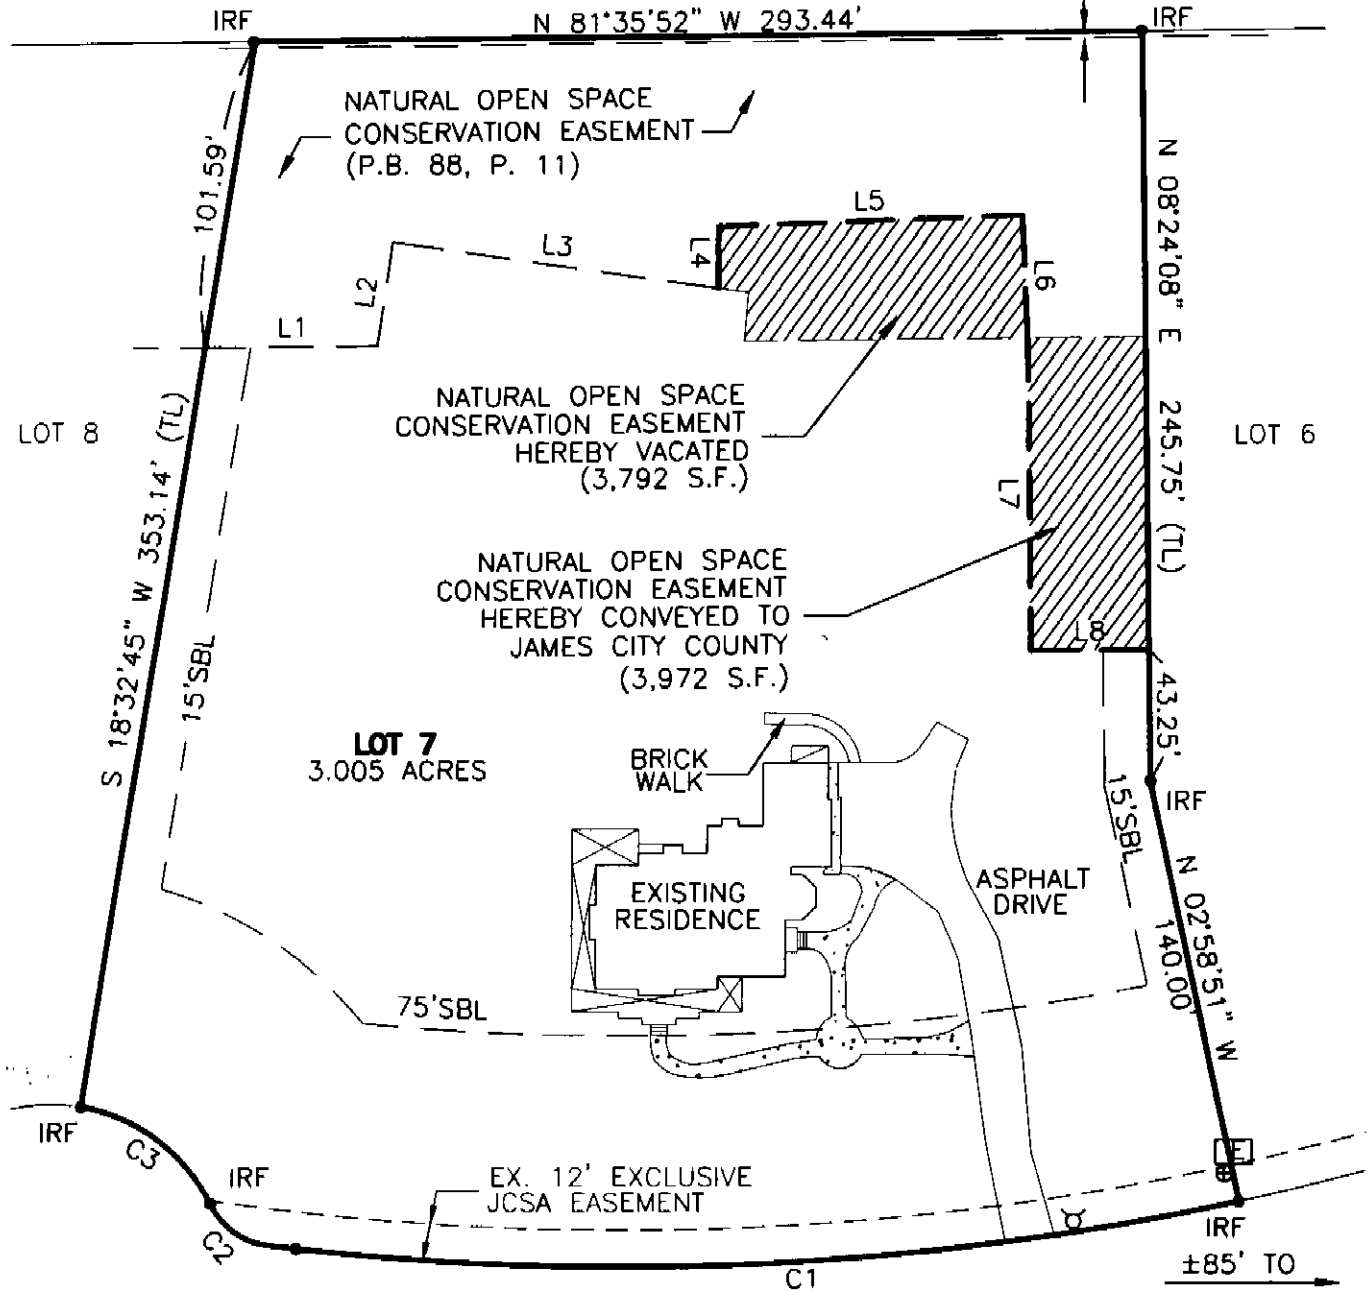 IRF
N 81°35'52" W 293.44'
IRF
NATURAL OPEN SPACE
CONSERVATION EASEMENT
(P.B. 88, P. 11)
101.59'
N 08°24'08" E 245.75' (TL)
L5
L4
L3
L2
L6
L1
NATURAL OPEN SPACE
CONSERVATION EASEMENT
HEREBY VACATED
(3,792 S.F.)
LOT 8
LOT 6
S 18°32'45" W 353.14' (TL)
L7
NATURAL OPEN SPACE
CONSERVATION EASEMENT
HEREBY CONVEYED TO
JAMES CITY COUNTY
(3,972 S.F.)
L8
15'SBL
43.25'
LOT 7
3.005 ACRES
BRICK
WALK
IRF
15'SBL
EXISTING
RESIDENCE
ASPHALT
DRIVE
N 02°58'51" W
140.00'
75'SBL
IRF
C3
IRF
EX. 12' EXCLUSIVE
JCSA EASEMENT
E
C2
IRF
C1
±85' TO